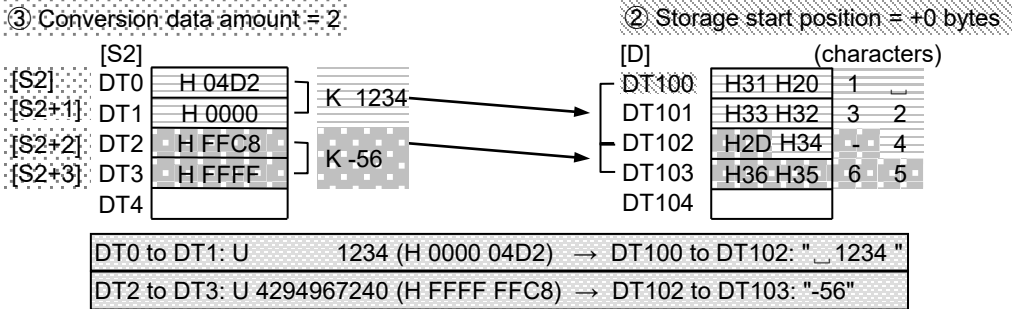 ③ Conversion data amount = 2 ② Storage start position = +0 bytes
[S2] [D] (characters)
[S2] DT0 H 04D2 K 1234 DT100 H31 H20 1 ␣
[S2+1] DT1 H 0000 DT101 H33 H32 3 2
[S2+2] DT2 H FFC8 K -56 DT102 H2D H34 - 4
[S2+3] DT3 H FFFF DT103 H36 H35 6 5
DT4 DT104
DT0 to DT1: U 1234 (H 0000 04D2) → DT100 to DT102: "␣ 1234 "
DT2 to DT3: U 4294967240 (H FFFF FFC8) → DT102 to DT103: "-56"